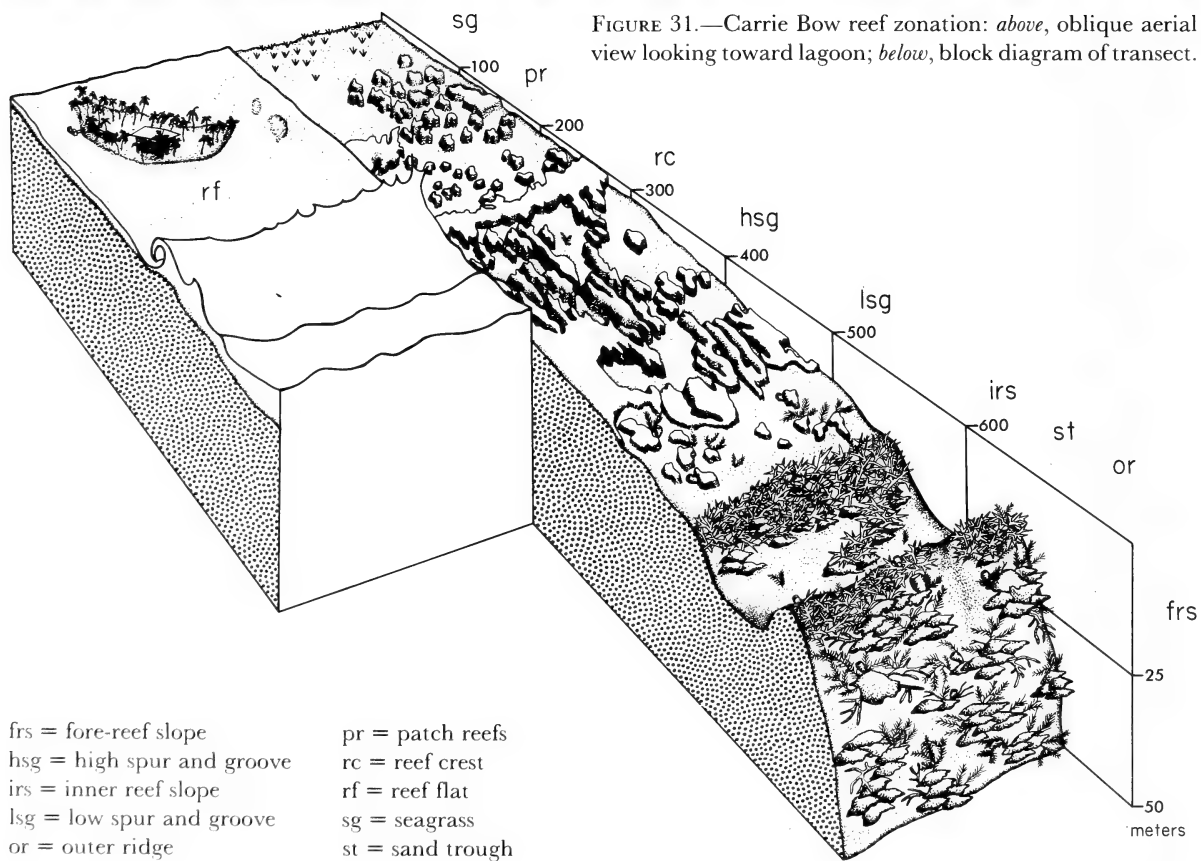 FIGURE 31.—Carrie Bow reef zonation: above, oblique aerial
view looking toward lagoon; below, block diagram of transect.
sg
100
pr
200
rc
300
rf
hsg
400
lsg
500
irs
600
st
or
frs
25
50
meters
frs = fore-reef slope
hsg = high spur and groove
irs = inner reef slope
lsg = low spur and groove
or = outer ridge
pr = patch reefs
rc = reef crest
rf = reef flat
sg = seagrass
st = sand trough